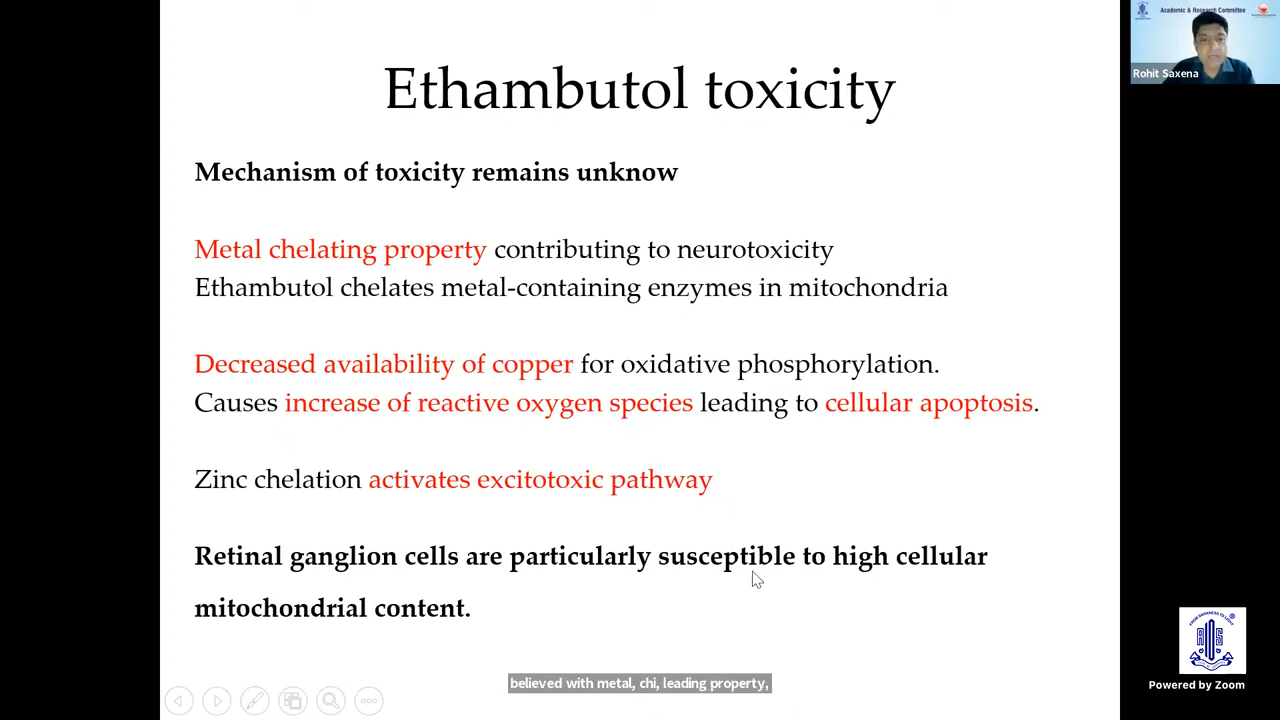 Academic & Research Committee
Rohit Saxena
Ethambutol toxicity
Mechanism of toxicity remains unknow
Metal chelating property contributing to neurotoxicity
Ethambutol chelates metal-containing enzymes in mitochondria
Decreased availability of copper for oxidative phosphorylation.
Causes increase of reactive oxygen species leading to cellular apoptosis.
Zinc chelation activates excitotoxic pathway
Retinal ganglion cells are particularly susceptible to high cellular
mitochondrial content.
believed with metal, chi, leading property,
Powered by Zoom